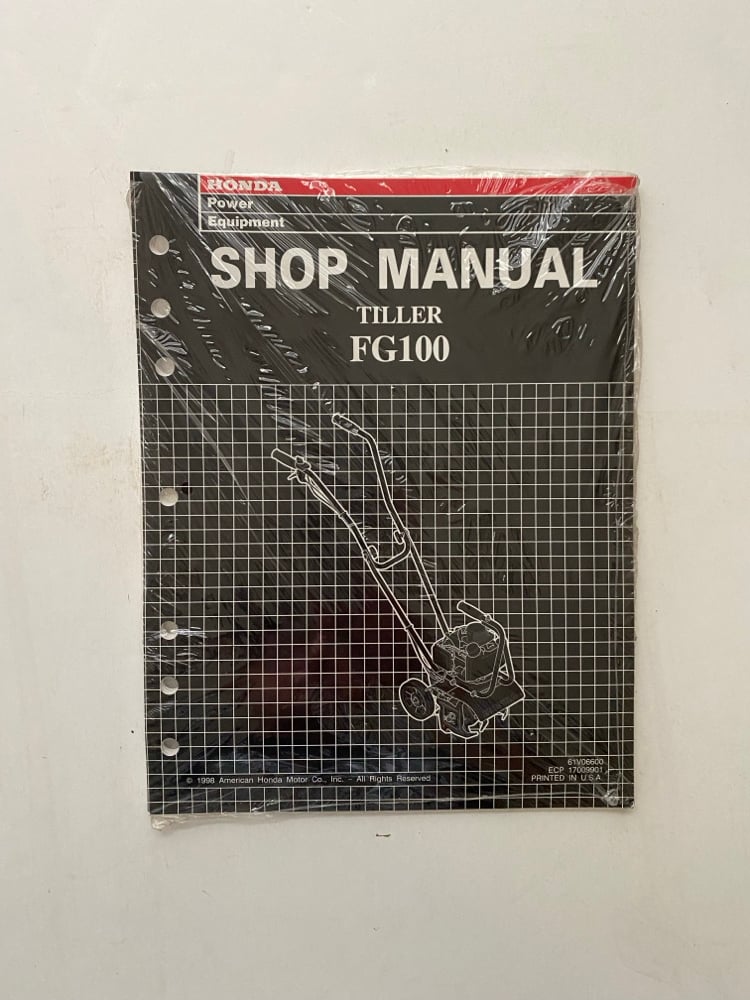 HONDA
Power
Equipment
SHOP MANUAL
TILLER
FG100
61V06600
ECP 17009901
PRINTED IN U.S.A.
© 1998 American Honda Motor Co., Inc. – All Rights Reserved